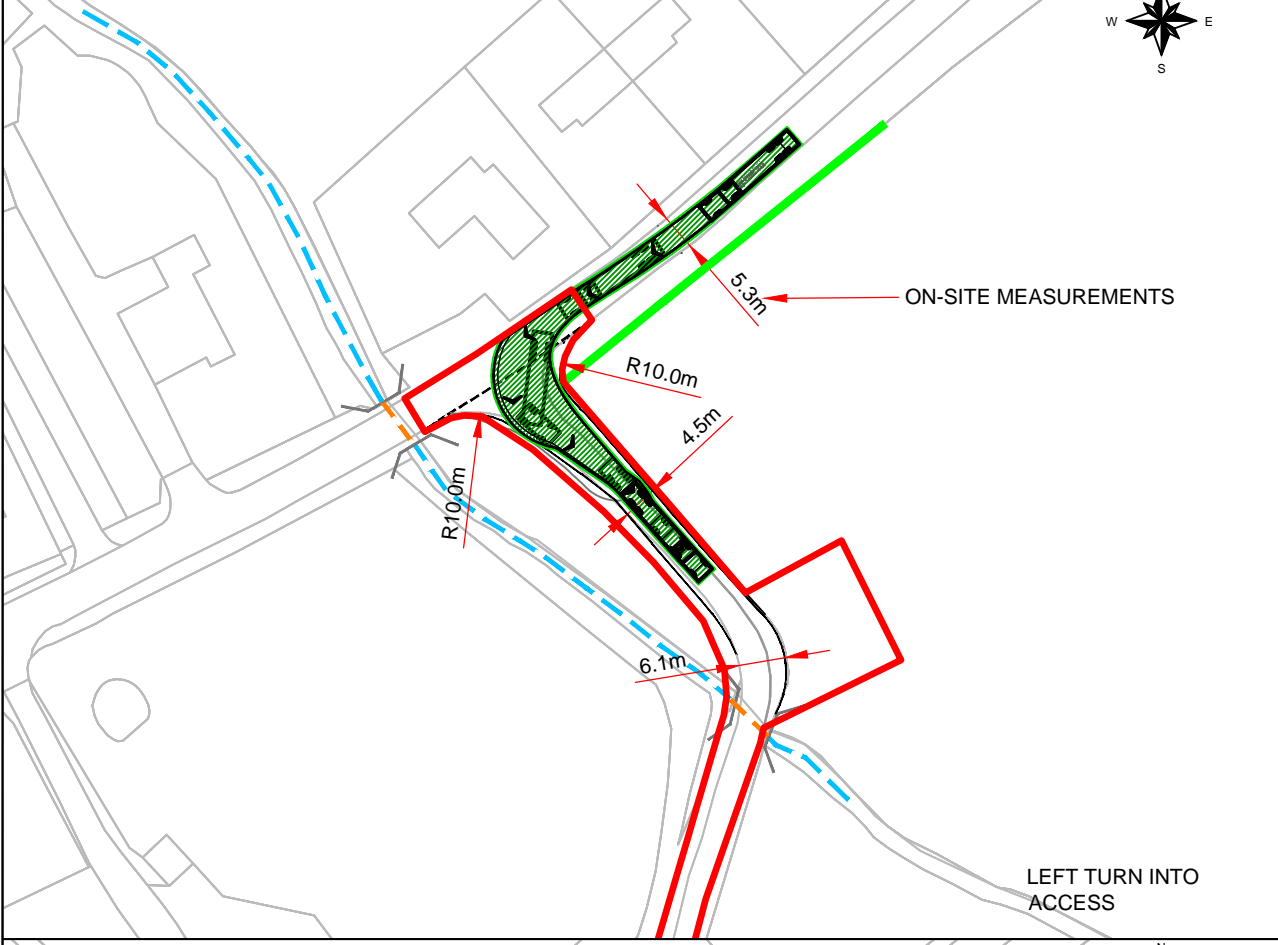 W
E
S
5.3m
ON-SITE MEASUREMENTS
R10.0m
4.5m
R10.0m
6.1m
LEFT TURN INTO
ACCESS